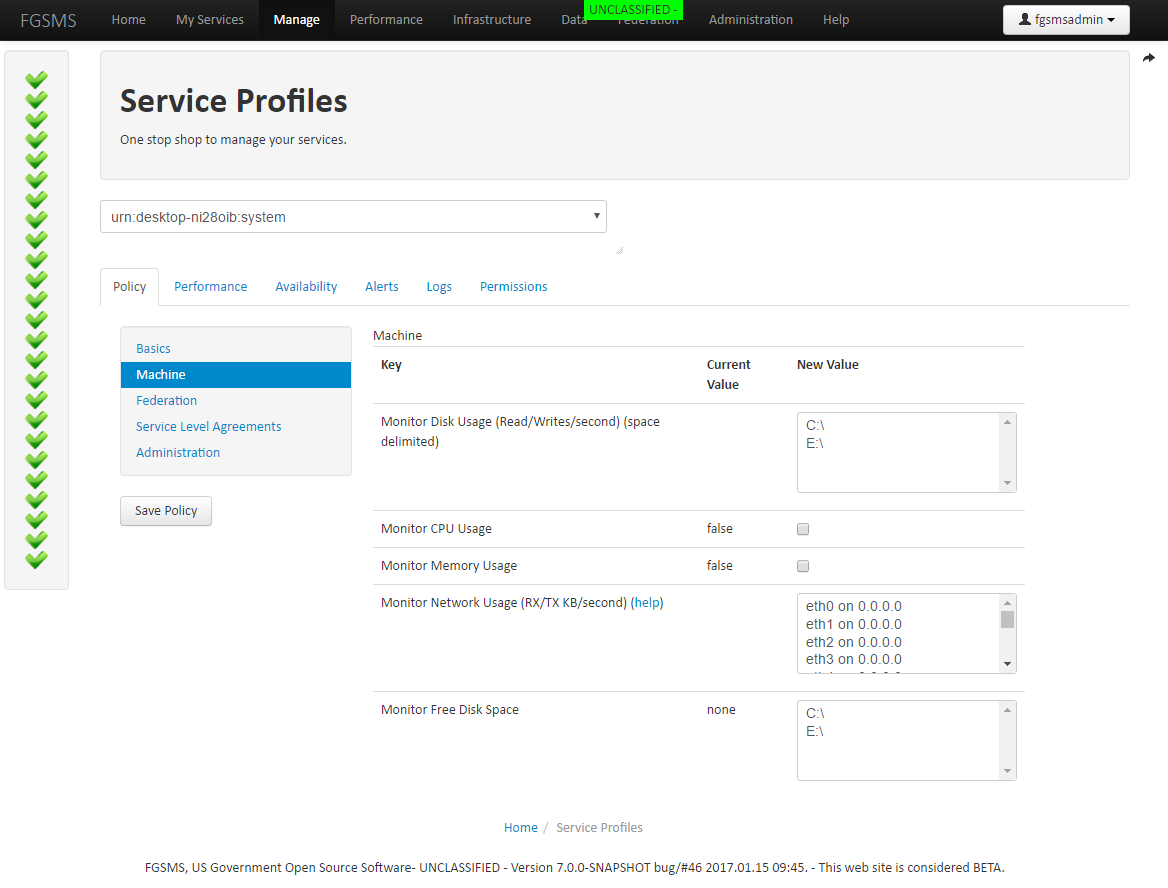 FGSMS Home My Services Manage Performance Infrastructure Data Federation Administration Help fgsmsadmin
UNCLASSIFIED -
Service Profiles
One stop shop to manage your services.
urn:desktop-ni28oib:system
Policy Performance Availability Alerts Logs Permissions
Basics
Machine
Federation
Service Level Agreements
Administration
Save Policy
Machine
Key Current Value New Value
Monitor Disk Usage (Read/Writes/second) (space delimited)
C:\
E:\
Monitor CPU Usage false
Monitor Memory Usage false
Monitor Network Usage (RX/TX KB/second) (help)
eth0 on 0.0.0.0
eth1 on 0.0.0.0
eth2 on 0.0.0.0
eth3 on 0.0.0.0
Monitor Free Disk Space none
C:\
E:\
Home / Service Profiles
FGSMS, US Government Open Source Software- UNCLASSIFIED - Version 7.0.0-SNAPSHOT bug/#46 2017.01.15 09:45. - This web site is considered BETA.